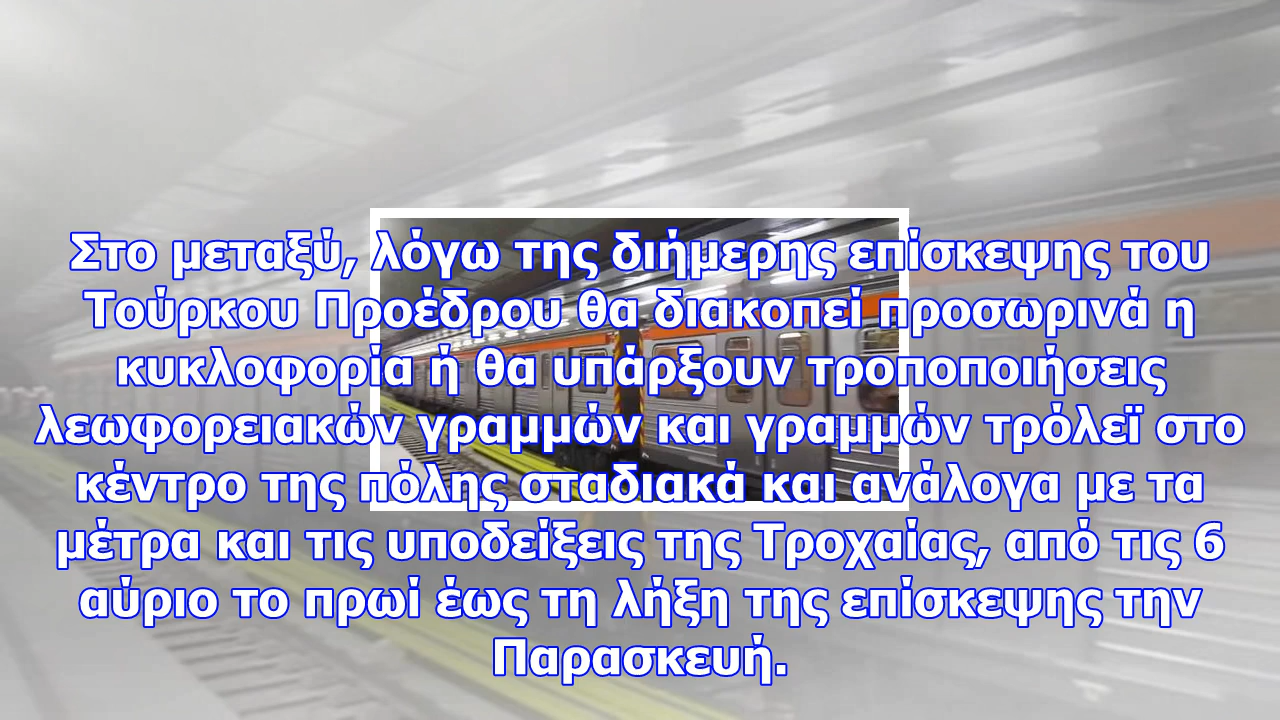 Στο μεταξύ, λόγω της διήμερης επίσκεψης του
Τούρκου Προέδρου θα διακοπεί προσωρινά η
κυκλοφορία ή θα υπάρξουν τροποποιήσεις
λεωφορειακών γραμμών και γραμμών τρόλεϊ στο
κέντρο της πόλης σταδιακά και ανάλογα με τα
μέτρα και τις υποδείξεις της Τροχαίας, από τις 6
αύριο το πρωί έως τη λήξη της επίσκεψης την
Παρασκευή.